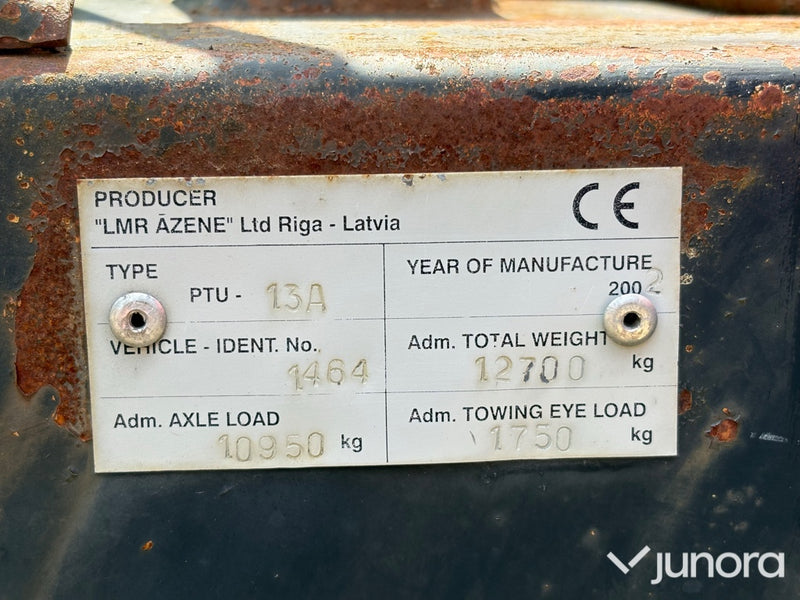 PRODUCER
"LMR ĀZENE" Ltd Riga - Latvia
CE
TYPE
PTU - 13A
YEAR OF MANUFACTURE
2002
VEHICLE - IDENT. No.
1464
Adm. TOTAL WEIGHT
12700 kg
Adm. AXLE LOAD
10950 kg
Adm. TOWING EYE LOAD
1750 kg
junora